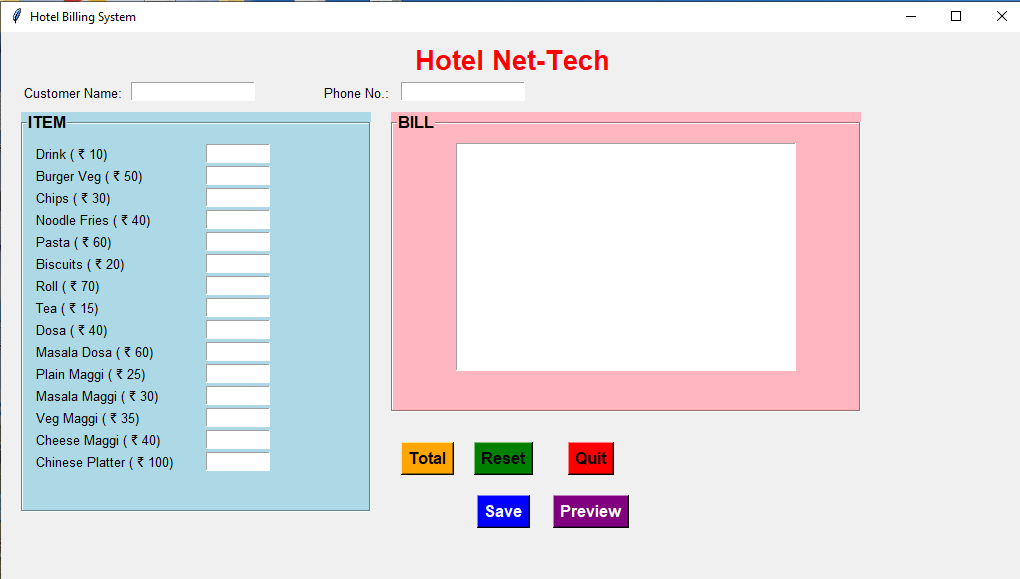 Hotel Billing System
Hotel Net-Tech
Customer Name:
Phone No.:
ITEM
Drink ( ₹ 10)
Burger Veg ( ₹ 50)
Chips ( ₹ 30)
Noodle Fries ( ₹ 40)
Pasta ( ₹ 60)
Biscuits ( ₹ 20)
Roll ( ₹ 70)
Tea ( ₹ 15)
Dosa ( ₹ 40)
Masala Dosa ( ₹ 60)
Plain Maggi ( ₹ 25)
Masala Maggi ( ₹ 30)
Veg Maggi ( ₹ 35)
Cheese Maggi ( ₹ 40)
Chinese Platter ( ₹ 100)
BILL
Total
Reset
Quit
Save
Preview